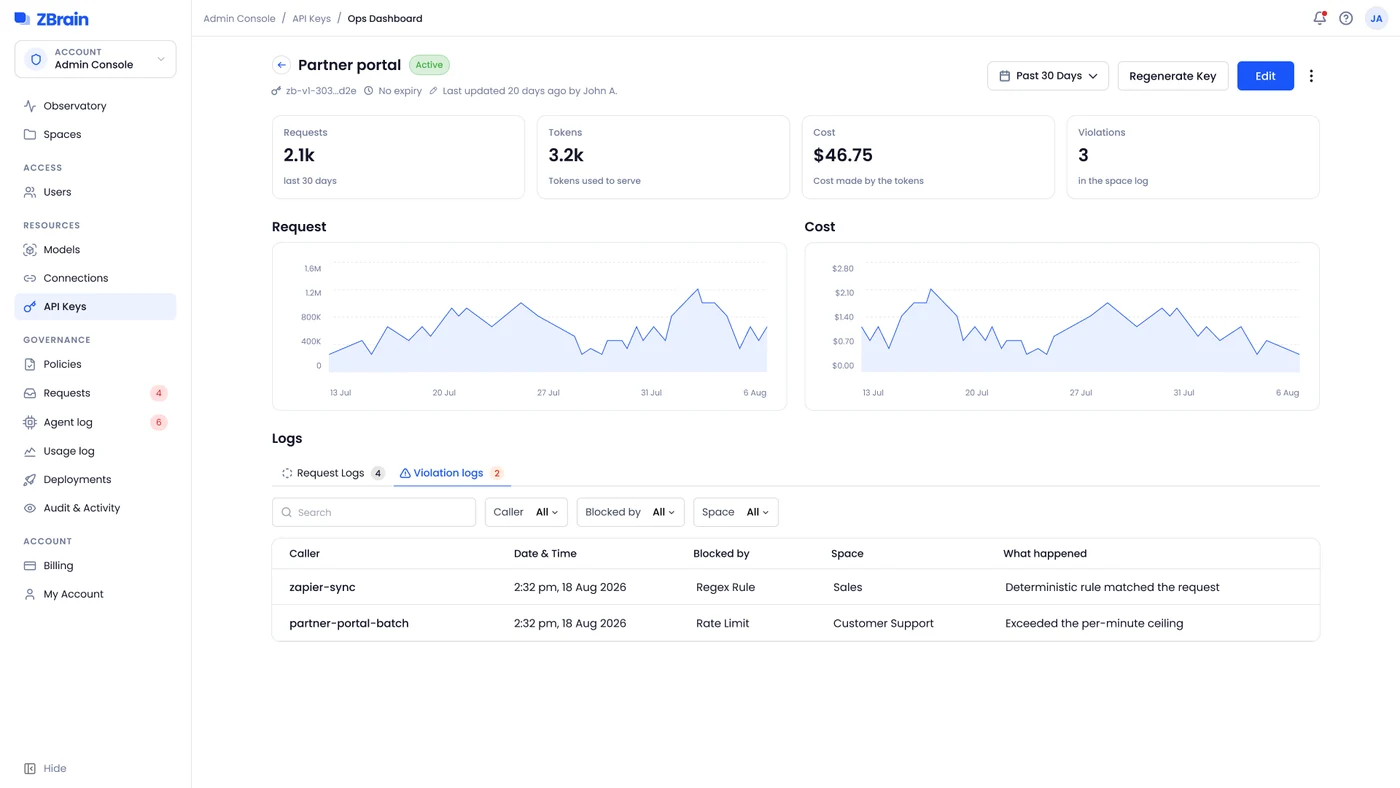 ZBrain
Admin Console / API Keys / Ops Dashboard
JA
ACCOUNT
Admin Console
Observatory
Spaces
ACCESS
Users
RESOURCES
Models
Connections
API Keys
GOVERNANCE
Policies
Requests 4
Agent log 6
Usage log
Deployments
Audit & Activity
ACCOUNT
Billing
My Account
Hide
Partner portal Active
zb-vl-303...d2e No expiry Last updated 20 days ago by John A.
Past 30 Days Regenerate Key Edit
Requests
2.1k
last 30 days
Tokens
3.2k
Tokens used to serve
Cost
$46.75
Cost made by the tokens
Violations
3
in the space log
Request
1.6M
1.2M
800K
400K
0
13 Jul 20 Jul 27 Jul 31 Jul 6 Aug
Cost
$2.80
$2.10
$1.40
$0.70
$0.00
13 Jul 20 Jul 27 Jul 31 Jul 6 Aug
Logs
Request Logs 4 Violation logs 2
Search Caller All Blocked by All Space All
Caller Date & Time Blocked by Space What happened
zapier-sync 2:32 pm, 18 Aug 2026 Regex Rule Sales Deterministic rule matched the request
partner-portal-batch 2:32 pm, 18 Aug 2026 Rate Limit Customer Support Exceeded the per-minute ceiling